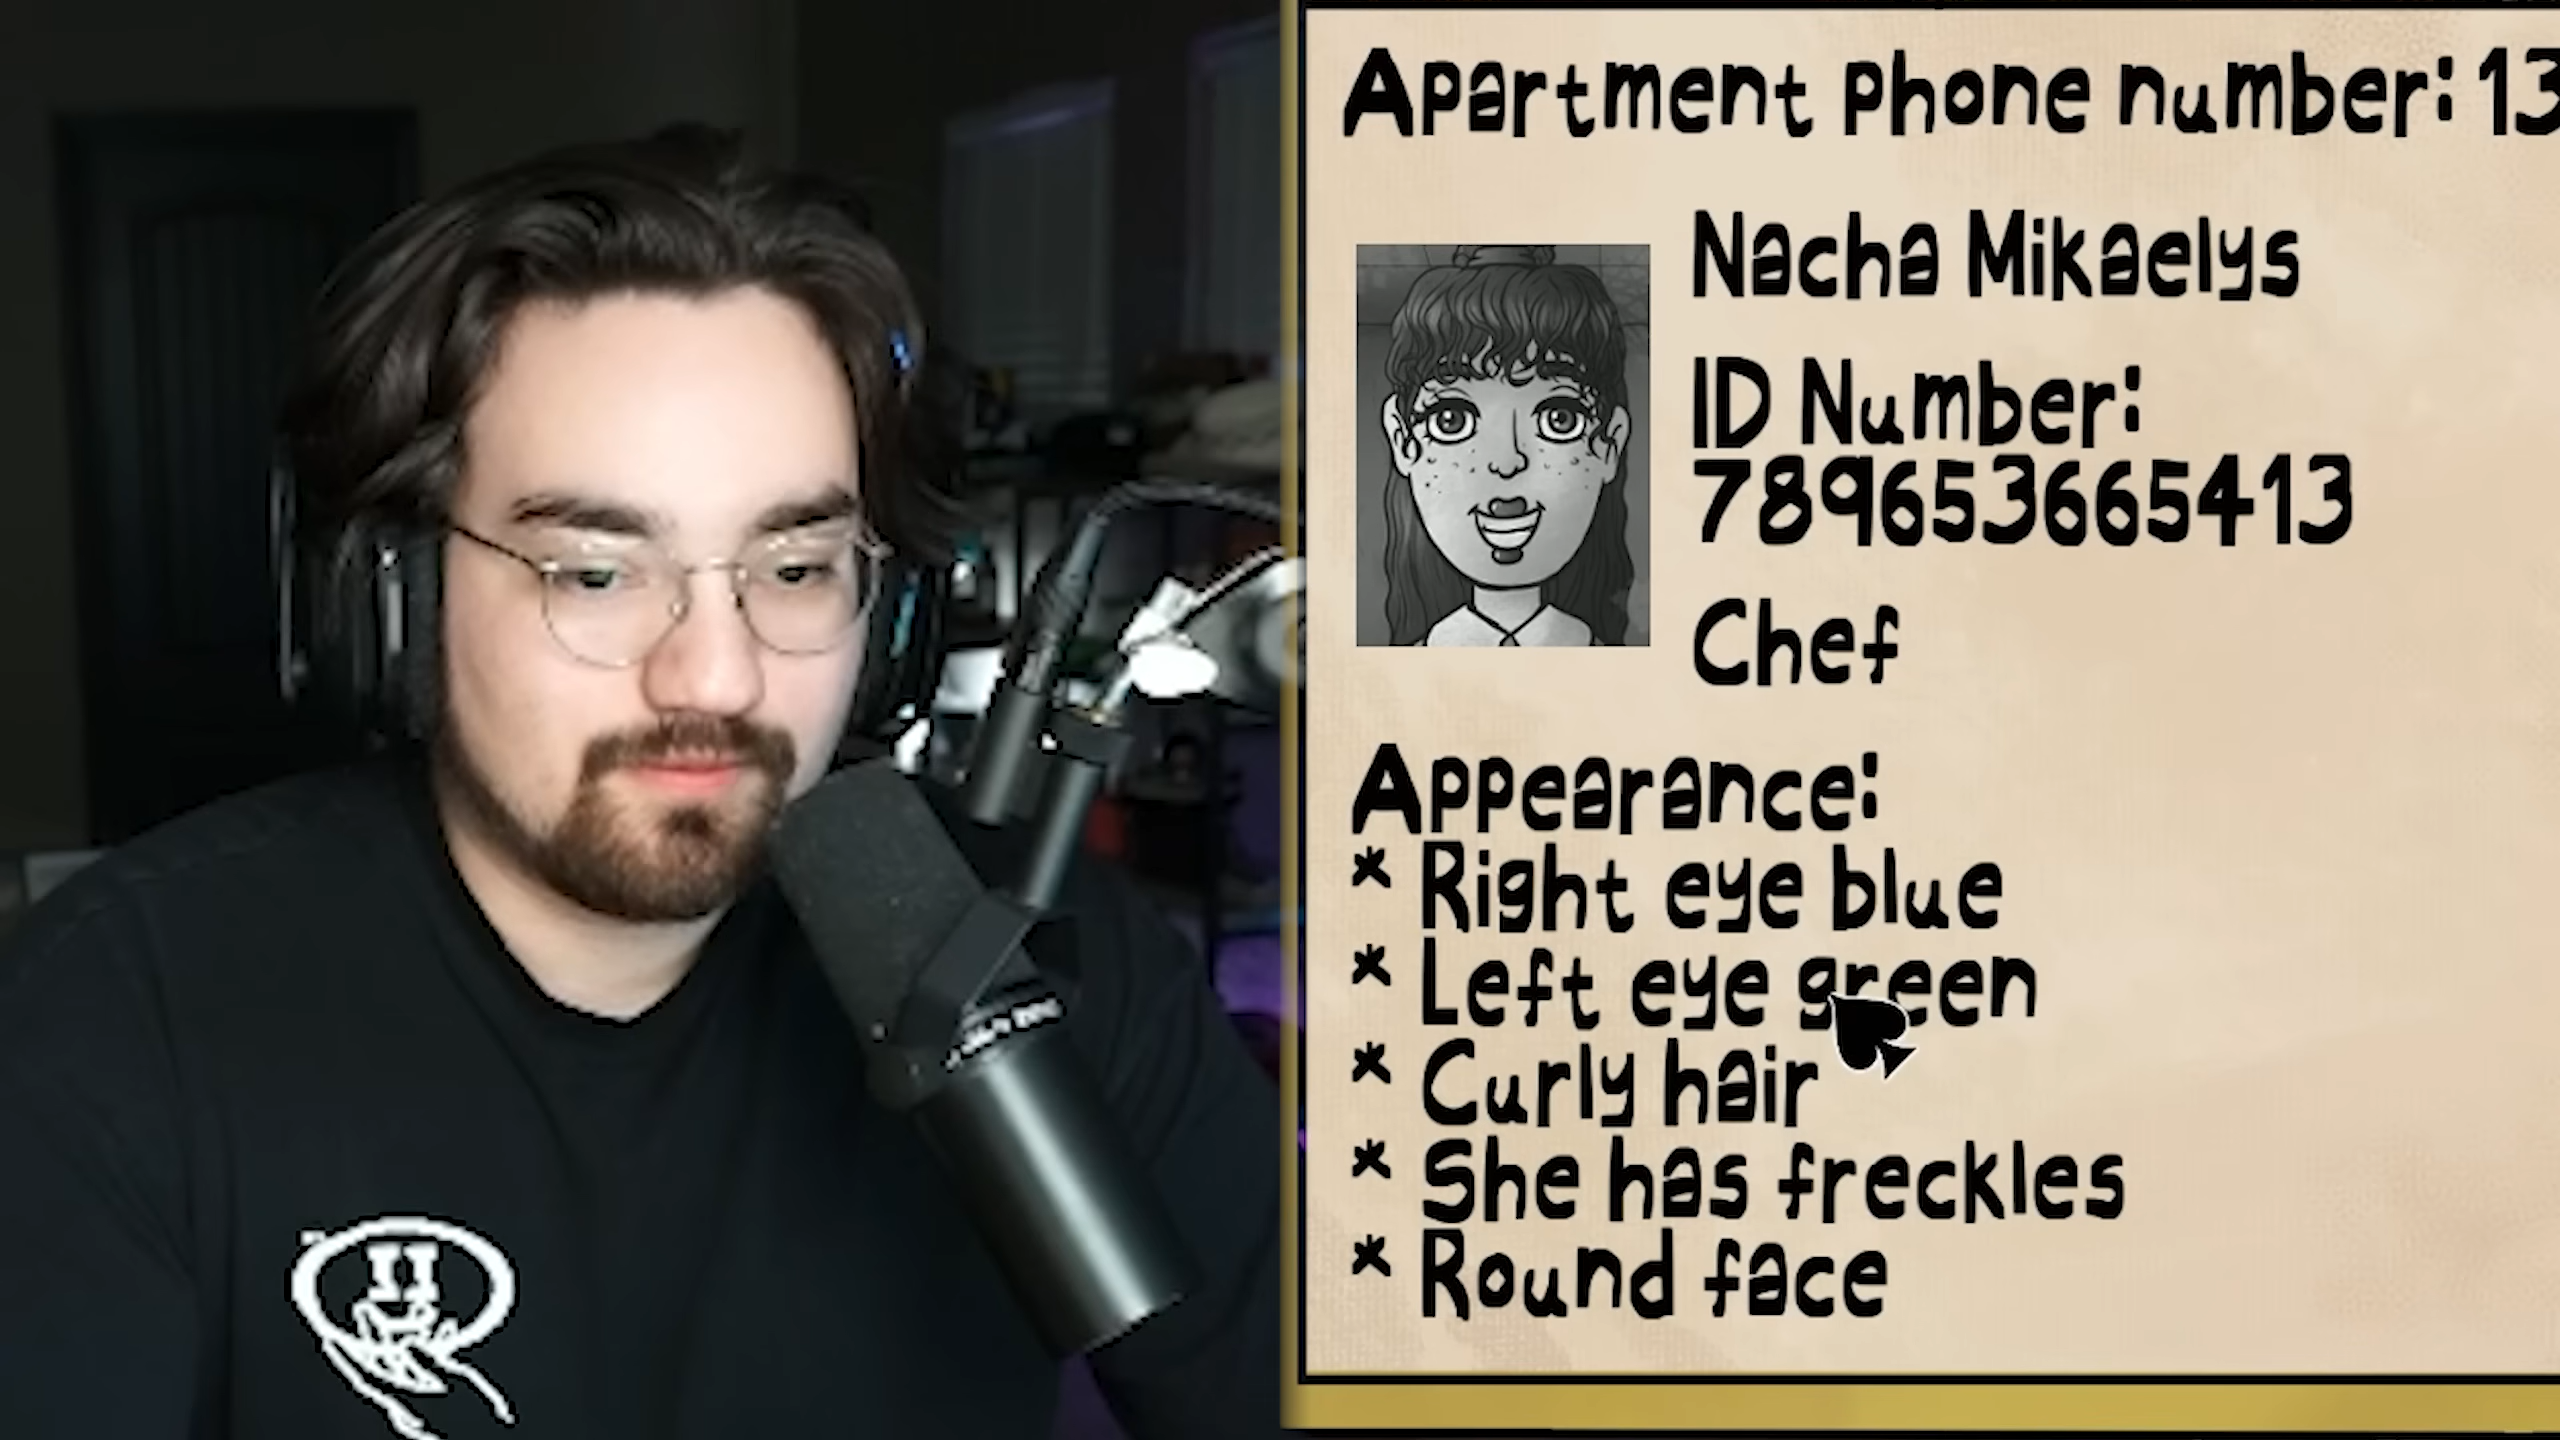 Apartment phone number: 13
Nacha Mikaelys
ID Number:
789653665413
Chef
Appearance:
* Right eye blue
* Left eye green
* Curly hair
* She has freckles
* Round face